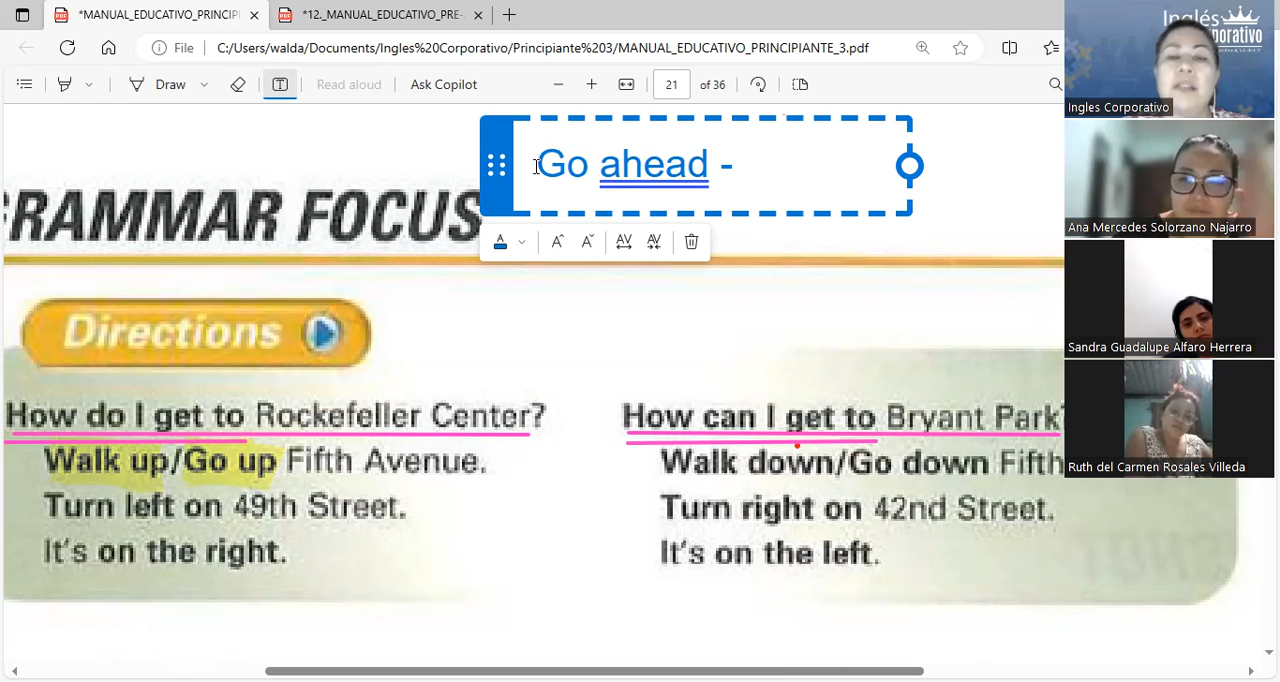 *MANUAL_EDUCATIVO_PRINCIPI
*12._MANUAL_EDUCATIVO_PRE-
File
C:/Users/walda/Documents/Ingles%20Corporativo/Principiante%203/MANUAL_EDUCATIVO_PRINCIPIANTE_3.pdf
Draw
Read aloud
Ask Copilot
21 of 36
Inglés
Ingles Corporativo
Go ahead -
RAMMAR FOCUS
Ana Mercedes Solorzano Najarro
Directions
Sandra Guadalupe Alfaro Herrera
How do I get to Rockefeller Center?
Walk up/Go up Fifth Avenue.
Turn left on 49th Street.
It's on the right.
How can I get to Bryant Park?
Walk down/Go down Fifth
Turn right on 42nd Street.
It's on the left.
Ruth del Carmen Rosales Villeda